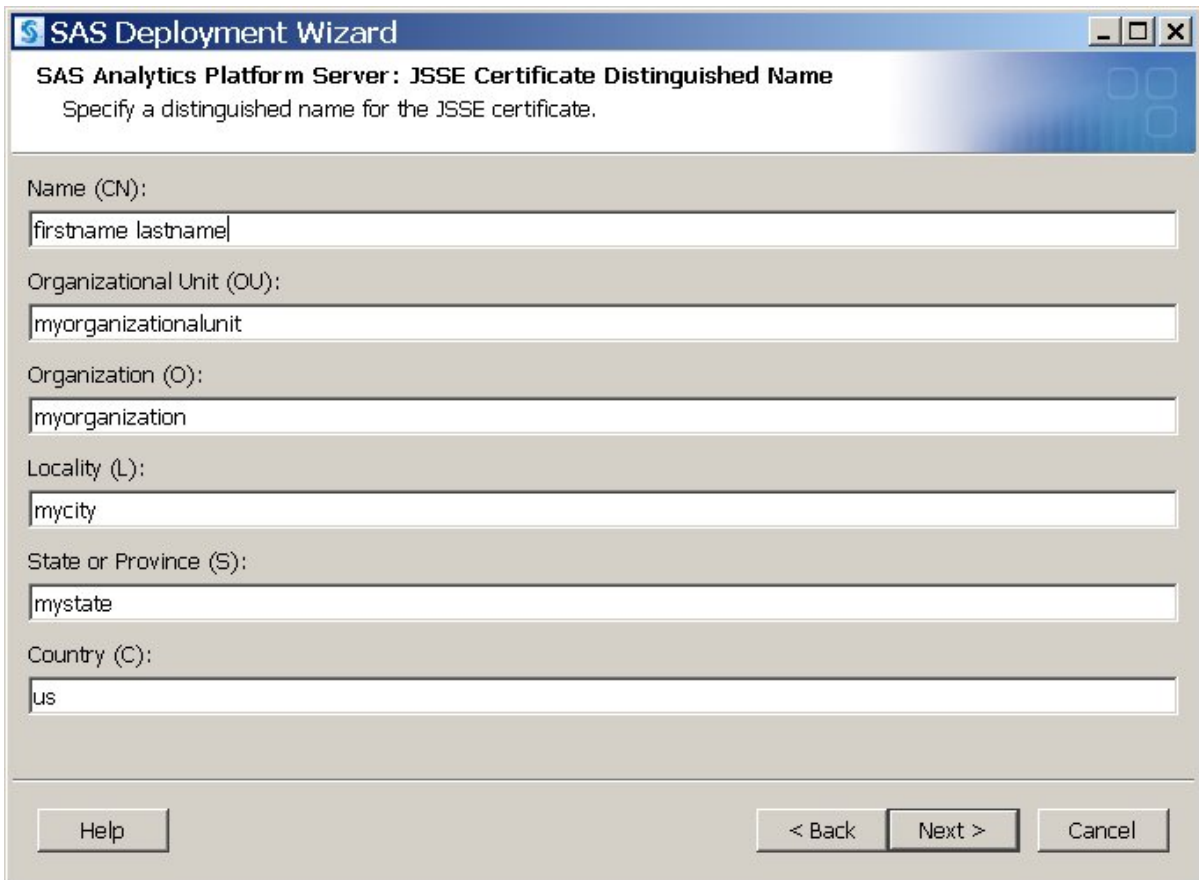 SAS Deployment Wizard
SAS Analytics Platform Server: JSSE Certificate Distinguished Name
Specify a distinguished name for the JSSE certificate.
Name (CN):
firstname lastname
Organizational Unit (OU):
myorganizationalunit
Organization (O):
myorganization
Locality (L):
mycity
State or Province (S):
mystate
Country (C):
us
Help < Back Next > Cancel